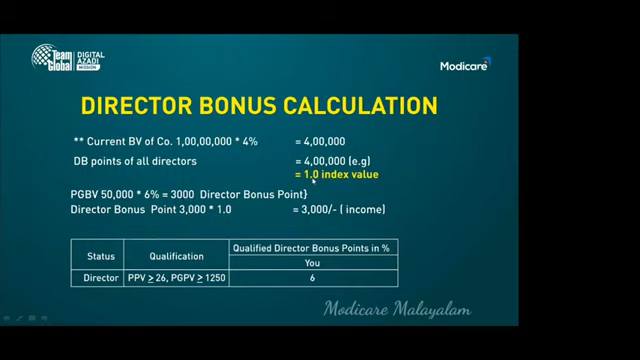 Team Global
DIGITAL AZADI MISSION
Modicare
DIRECTOR BONUS CALCULATION
** Current BV of Co. 1,00,00,000 * 4% = 4,00,000
DB points of all directors = 4,00,000 (e.g)
= 1.0 index value
PGBV 50,000 * 6% = 3000 Director Bonus Point}
Director Bonus Point 3,000 * 1.0 = 3,000/- ( income)
Status Qualification Qualified Director Bonus Points in %
You
Director PPV ≥ 26, PGPV ≥ 1250 6
Modicare Malayalam